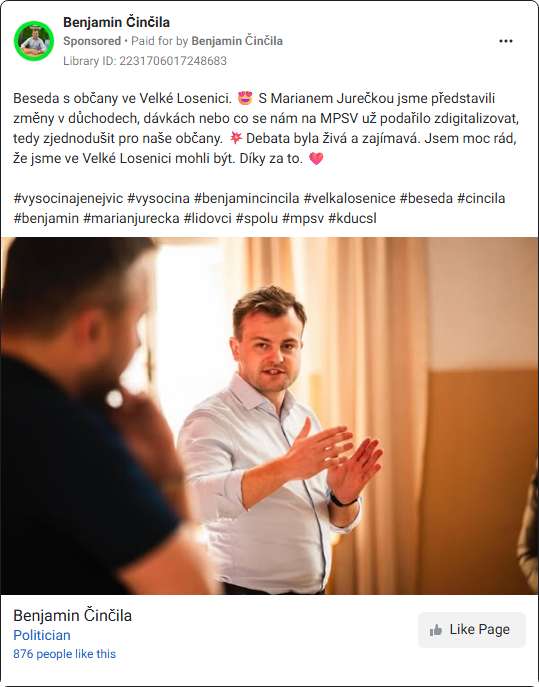 Benjamin Činčila
Sponsored • Paid for by Benjamin Činčila
Library ID: 2231706017248683
Beseda s občany ve Velké Losenici. 😍 S Marianem Jurečkou jsme představili
změny v důchodech, dávkách nebo co se nám na MPSV už podařilo zdigitalizovat,
tedy zjednodušit pro naše občany. 💥 Debata byla živá a zajímavá. Jsem moc rád,
že jsme ve Velké Losenici mohli být. Díky za to. 💓
#vysocinajenejvic #vysocina #benjamincincila #velkalosenice #beseda #cincila
#benjamin #marianjurecka #lidovci #spolu #mpsv #kducsl
Benjamin Činčila
Politician
876 people like this
Like Page